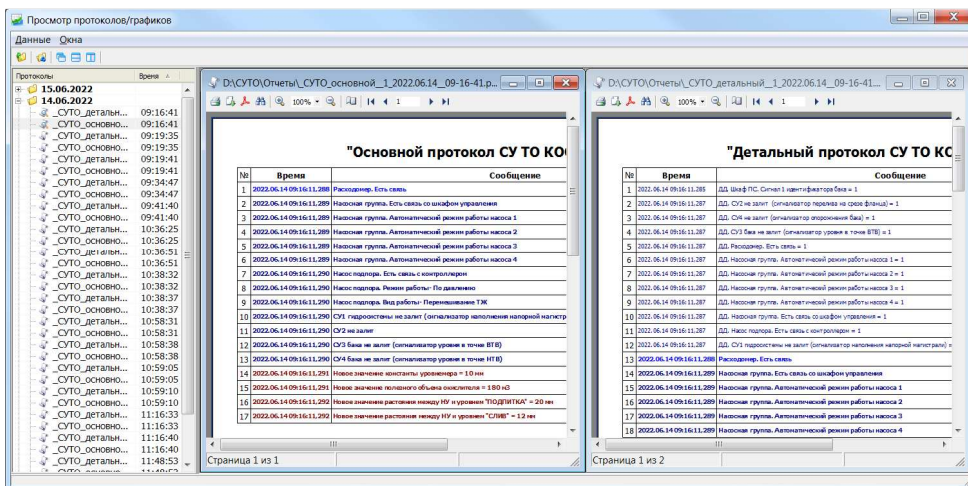 Просмотр протоколов/графиков
Данные Окна
Протоколы Время
15.06.2022
14.06.2022
_СУТО_детальн... 09:16:41
_СУТО_основно... 09:16:41
_СУТО_детальн... 09:19:35
_СУТО_основно... 09:19:35
_СУТО_детальн... 09:19:41
_СУТО_основно... 09:19:41
_СУТО_детальн... 09:34:47
_СУТО_основно... 09:34:47
_СУТО_детальн... 09:41:40
_СУТО_основно... 09:41:40
_СУТО_детальн... 10:36:25
_СУТО_основно... 10:36:25
_СУТО_детальн... 10:36:51
_СУТО_основно... 10:36:51
_СУТО_детальн... 10:38:32
_СУТО_основно... 10:38:32
_СУТО_детальн... 10:38:37
_СУТО_основно... 10:38:37
_СУТО_детальн... 10:58:31
_СУТО_основно... 10:58:31
_СУТО_детальн... 10:58:38
_СУТО_основно... 10:58:38
_СУТО_детальн... 10:59:05
_СУТО_основно... 10:59:05
_СУТО_детальн... 10:59:10
_СУТО_основно... 10:59:10
_СУТО_детальн... 11:16:33
_СУТО_основно... 11:16:33
_СУТО_детальн... 11:16:40
_СУТО_основно... 11:16:40
_СУТО_детальн... 11:48:53
D:\СУТО\Отчеты\_СУТО_основной__1_2022.06.14__09-16-41.p...
100% 1
"Основной протокол СУ ТО КО
№ Время Сообщение
1 2022.06.14 09:16:11,288 Расходомер. Есть связь
2 2022.06.14 09:16:11,289 Насосная группа. Есть связь со шкафом управления
3 2022.06.14 09:16:11,289 Насосная группа. Автоматический режим работы насоса 1
4 2022.06.14 09:16:11,289 Насосная группа. Автоматический режим работы насоса 2
5 2022.06.14 09:16:11,289 Насосная группа. Автоматический режим работы насоса 3
6 2022.06.14 09:16:11,289 Насосная группа. Автоматический режим работы насоса 4
7 2022.06.14 09:16:11,290 Насос подпора. Есть связь с контроллером
8 2022.06.14 09:16:11,290 Насос подпора. Режим работы- По давлению
9 2022.06.14 09:16:11,290 Насос подпора. Вид работы- Перемешивание ТЖ
10 2022.06.14 09:16:11,290 СУ1 гидросистемы не залит (сигнализатор наполнения напорной магистр
11 2022.06.14 09:16:11,290 СУ2 не залит
12 2022.06.14 09:16:11,290 СУ3 бака не залит (сигнализатор уровня в точке ВТВ)
13 2022.06.14 09:16:11,290 СУ4 бака не залит (сигнализатор уровня в точке НТВ)
14 2022.06.14 09:16:11,291 Новое значение константы уровнемера = 10 мм
15 2022.06.14 09:16:11,291 Новое значение полезного объема окислителя = 180 м3
16 2022.06.14 09:16:11,292 Новое значение растояния между НУ и уровнем "ПОДПИТКА" = 20 мм
17 2022.06.14 09:16:11,292 Новое значение растояния между НУ и уровнем "СЛИВ" = 12 мм
Страница 1 из 1
D:\СУТО\Отчеты\_СУТО_детальный__1_2022.06.14__09-16-41...
100% 1
"Детальный протокол СУ ТО КС
№ Время Сообщение
1 2022.06.14 09:16:11,285 ДД. Шкаф ПС. Сигнал 1 идентификатора бака = 1
2 2022.06.14 09:16:11,287 ДД. СУ2 не залит (сигнализатор перелива на срезе фланца) = 1
3 2022.06.14 09:16:11,287 ДД. СУ4 не залит (сигнализатор опорожнения бака) = 1
4 2022.06.14 09:16:11,287 ДД. СУ3 бака не залит (сигнализатор уровня в точке ВТВ) = 1
5 2022.06.14 09:16:11,287 ДД. Расходомер. Есть связь = 1
6 2022.06.14 09:16:11,287 ДД. Насосная группа. Автоматический режим работы насоса 1 = 1
7 2022.06.14 09:16:11,287 ДД. Насосная группа. Автоматический режим работы насоса 2 = 1
8 2022.06.14 09:16:11,287 ДД. Насосная группа. Автоматический режим работы насоса 3 = 1
9 2022.06.14 09:16:11,287 ДД. Насосная группа. Автоматический режим работы насоса 4 = 1
10 2022.06.14 09:16:11,287 ДД. Насосная группа. Есть связь со шкафом управления = 1
11 2022.06.14 09:16:11,287 ДД. Насос подпора. Есть связь с контроллером = 1
12 2022.06.14 09:16:11,287 ДД. СУ1 гидросистемы не залит (сигнализатор наполнения напорной магистрали) =
13 2022.06.14 09:16:11,288 Расходомер. Есть связь
14 2022.06.14 09:16:11,289 Насосная группа. Есть связь со шкафом управления
15 2022.06.14 09:16:11,289 Насосная группа. Автоматический режим работы насоса 1
16 2022.06.14 09:16:11,289 Насосная группа. Автоматический режим работы насоса 2
17 2022.06.14 09:16:11,289 Насосная группа. Автоматический режим работы насоса 3
18 2022.06.14 09:16:11,289 Насосная группа. Автоматический режим работы насоса 4
Страница 1 из 2